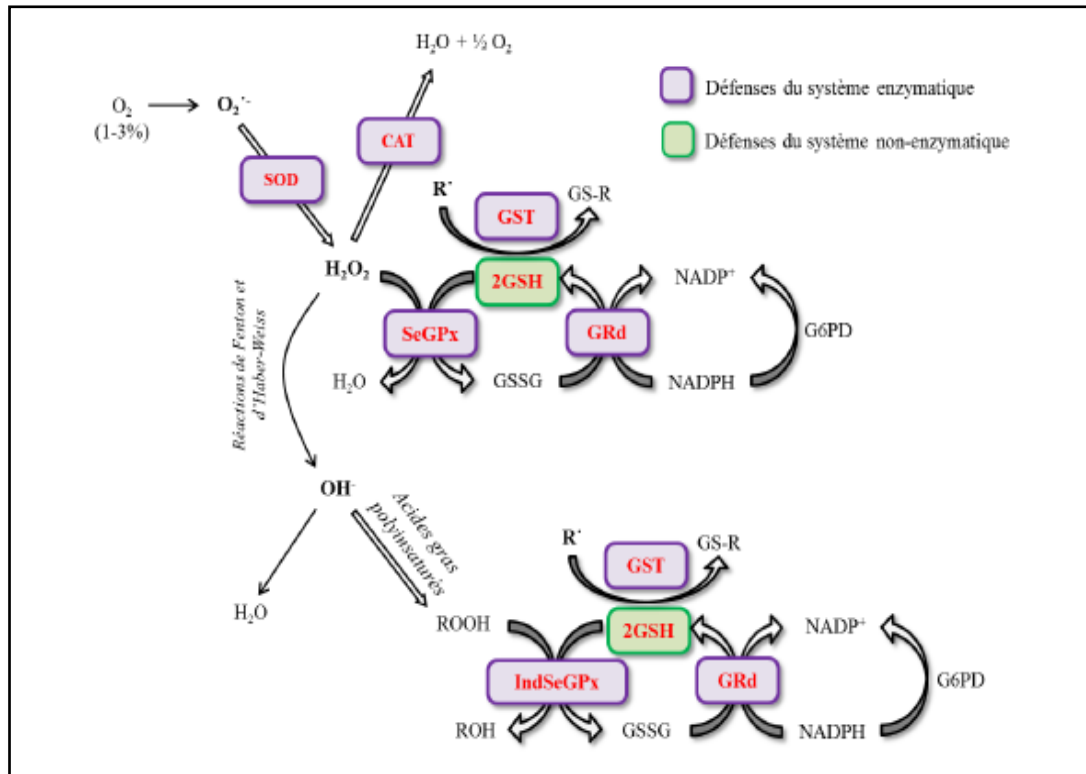 H₂O + ½ O₂
O₂
(1-3%)
O₂˙⁻
Défenses du système enzymatique
Défenses du système non-enzymatique
CAT
SOD
R˙
GST
GS-R
H₂O₂
2GSH
NADP⁺
SeGPx
GRd
G6PD
H₂O
GSSG
NADPH
Réactions de Fenton et
d'Haber-Weiss
OH˙
Acides gras
polyinsaturés
H₂O
R˙
GST
GS-R
ROOH
2GSH
NADP⁺
IndSeGPx
GRd
G6PD
ROH
GSSG
NADPH